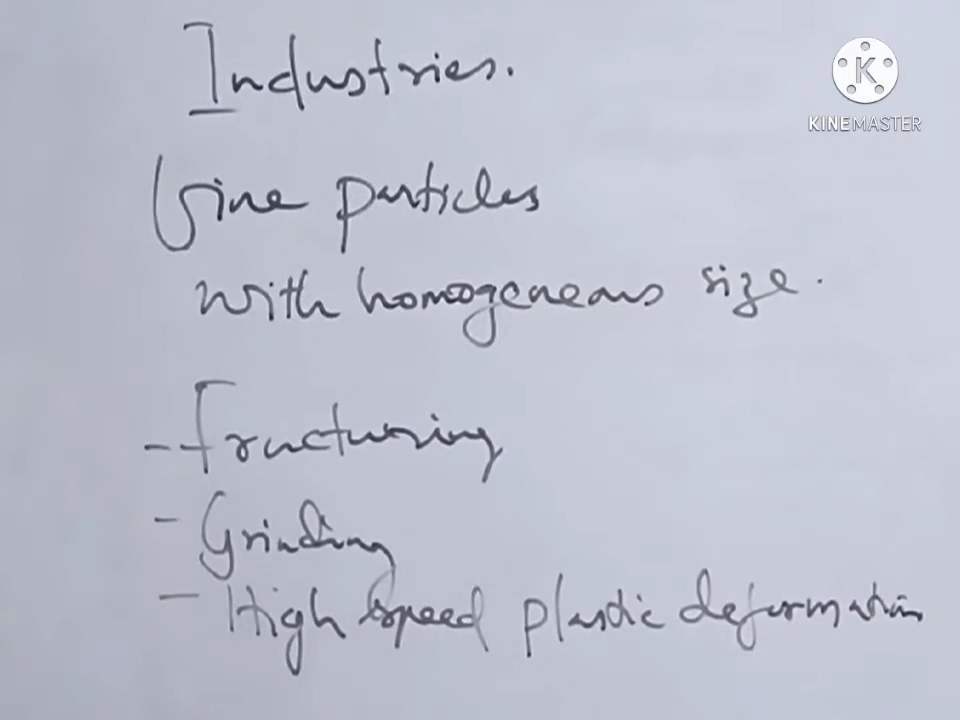 Industries.
K
KINEMASTER
Fine particles
with homogeneous size.
- Fracturing
- Grinding
- High speed plastic deformation